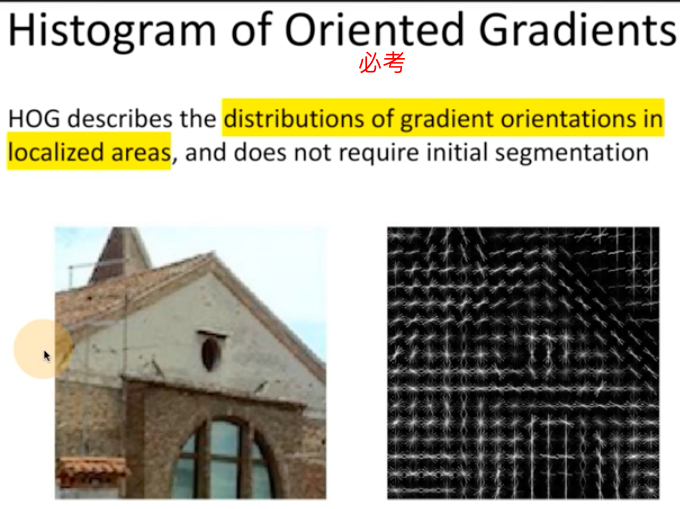 Histogram of Oriented Gradients
必考
HOG describes the distributions of gradient orientations in
localized areas, and does not require initial segmentation